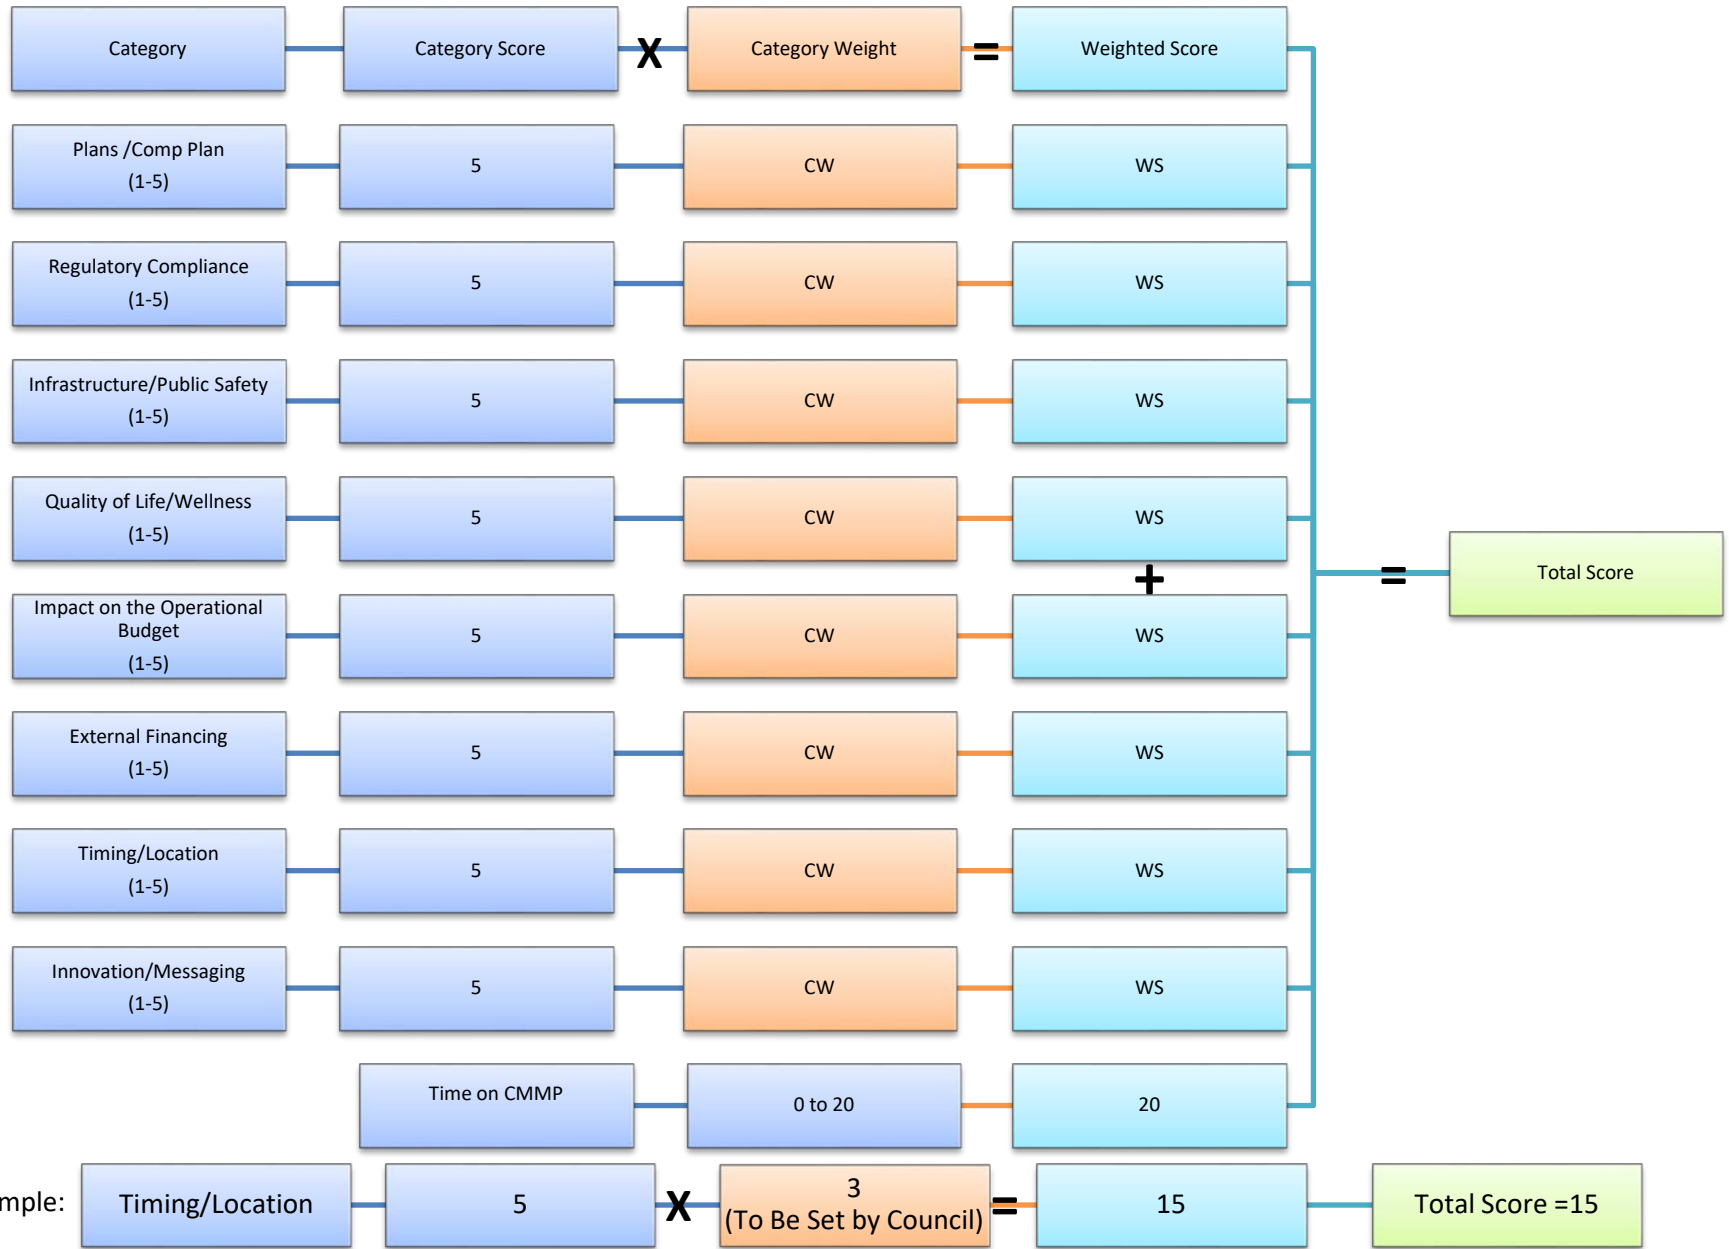 Category
Category Score
X
Category Weight
=
Weighted Score
Plans /Comp Plan
(1-5)
5
CW
WS
Regulatory Compliance
(1-5)
5
CW
WS
Infrastructure/Public Safety
(1-5)
5
CW
WS
Quality of Life/Wellness
(1-5)
5
CW
WS
+
=
Total Score
Impact on the Operational
Budget
(1-5)
5
CW
WS
External Financing
(1-5)
5
CW
WS
Timing/Location
(1-5)
5
CW
WS
Innovation/Messaging
(1-5)
5
CW
WS
Time on CMMP
0 to 20
20
mple:
Timing/Location
5
X
3
(To Be Set by Council)
=
15
Total Score =15